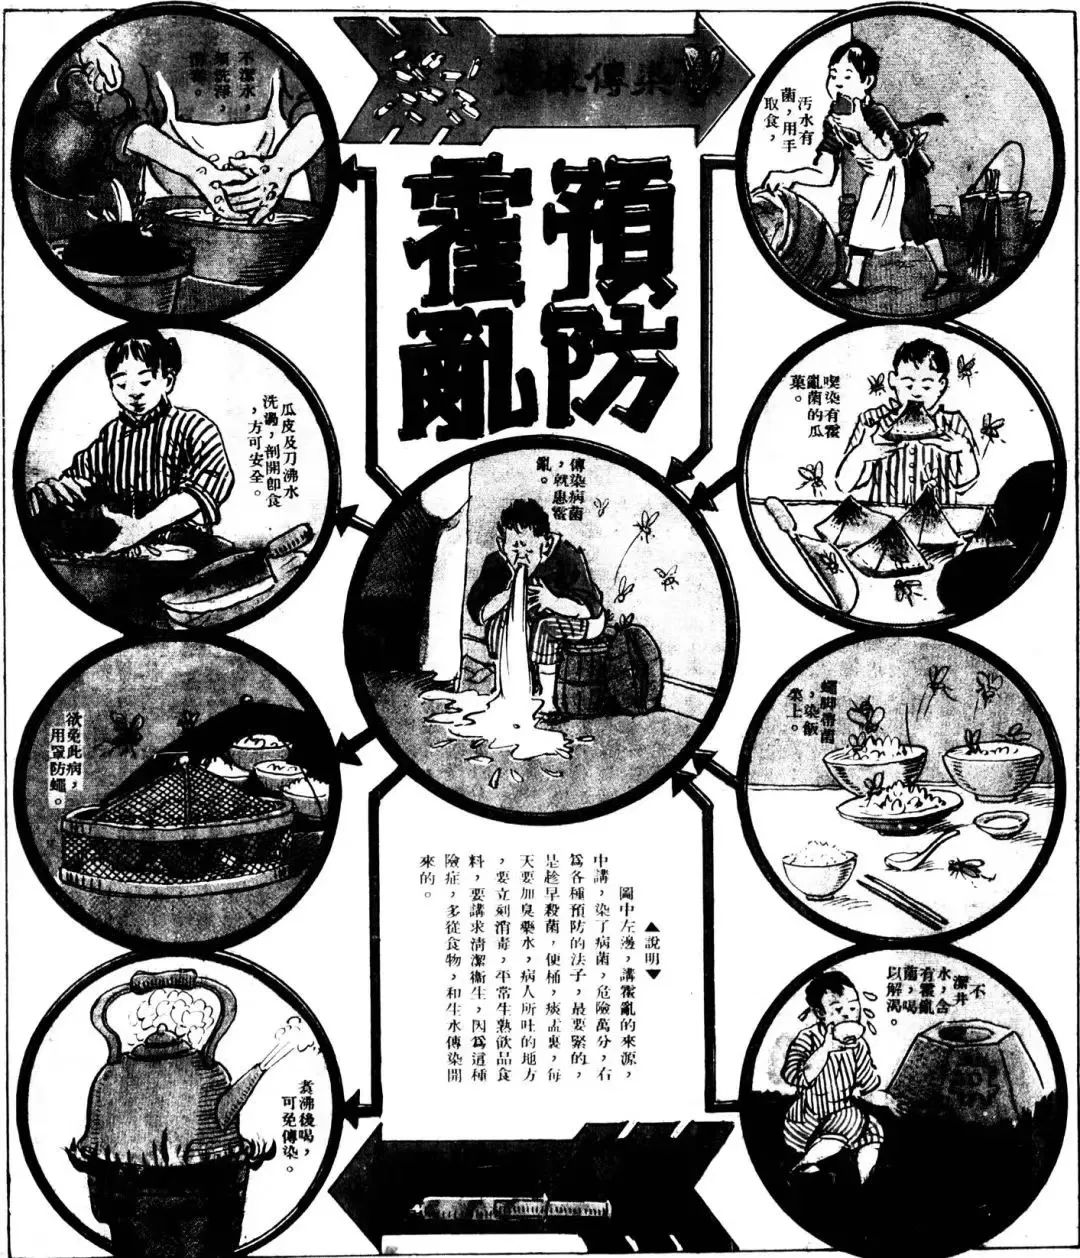 傳染
預防
霍亂
汚水有
菌，用手
取食，
喫染有霍
亂菌的瓜
菓。
蠅脚帶菌
，染飯
菜上。
不
潔井
水，含
有霍亂
菌，喝
以解渴。
傳染病菌
，就患霍
亂。
不潔水，
須洗淨，
瓜皮及刀沸水
洗過，剖開卽食
，方可安全。
欲免此病，
用罩防蠅。
煮沸後喝，
可免傳染。
▲說明▼
圖中左邊，講霍亂的來源，
中講，染了病菌，危險萬分，右
爲各種預防的法子，最要緊的，
是趁早殺菌，便桶，痰盂裏，每
天要加臭藥水，病人所吐的地方
，要立刻消毒，平常生熟飲品食
料，要講求清潔衞生，因爲這種
險症，多從食物，和生水傳染開
來的。